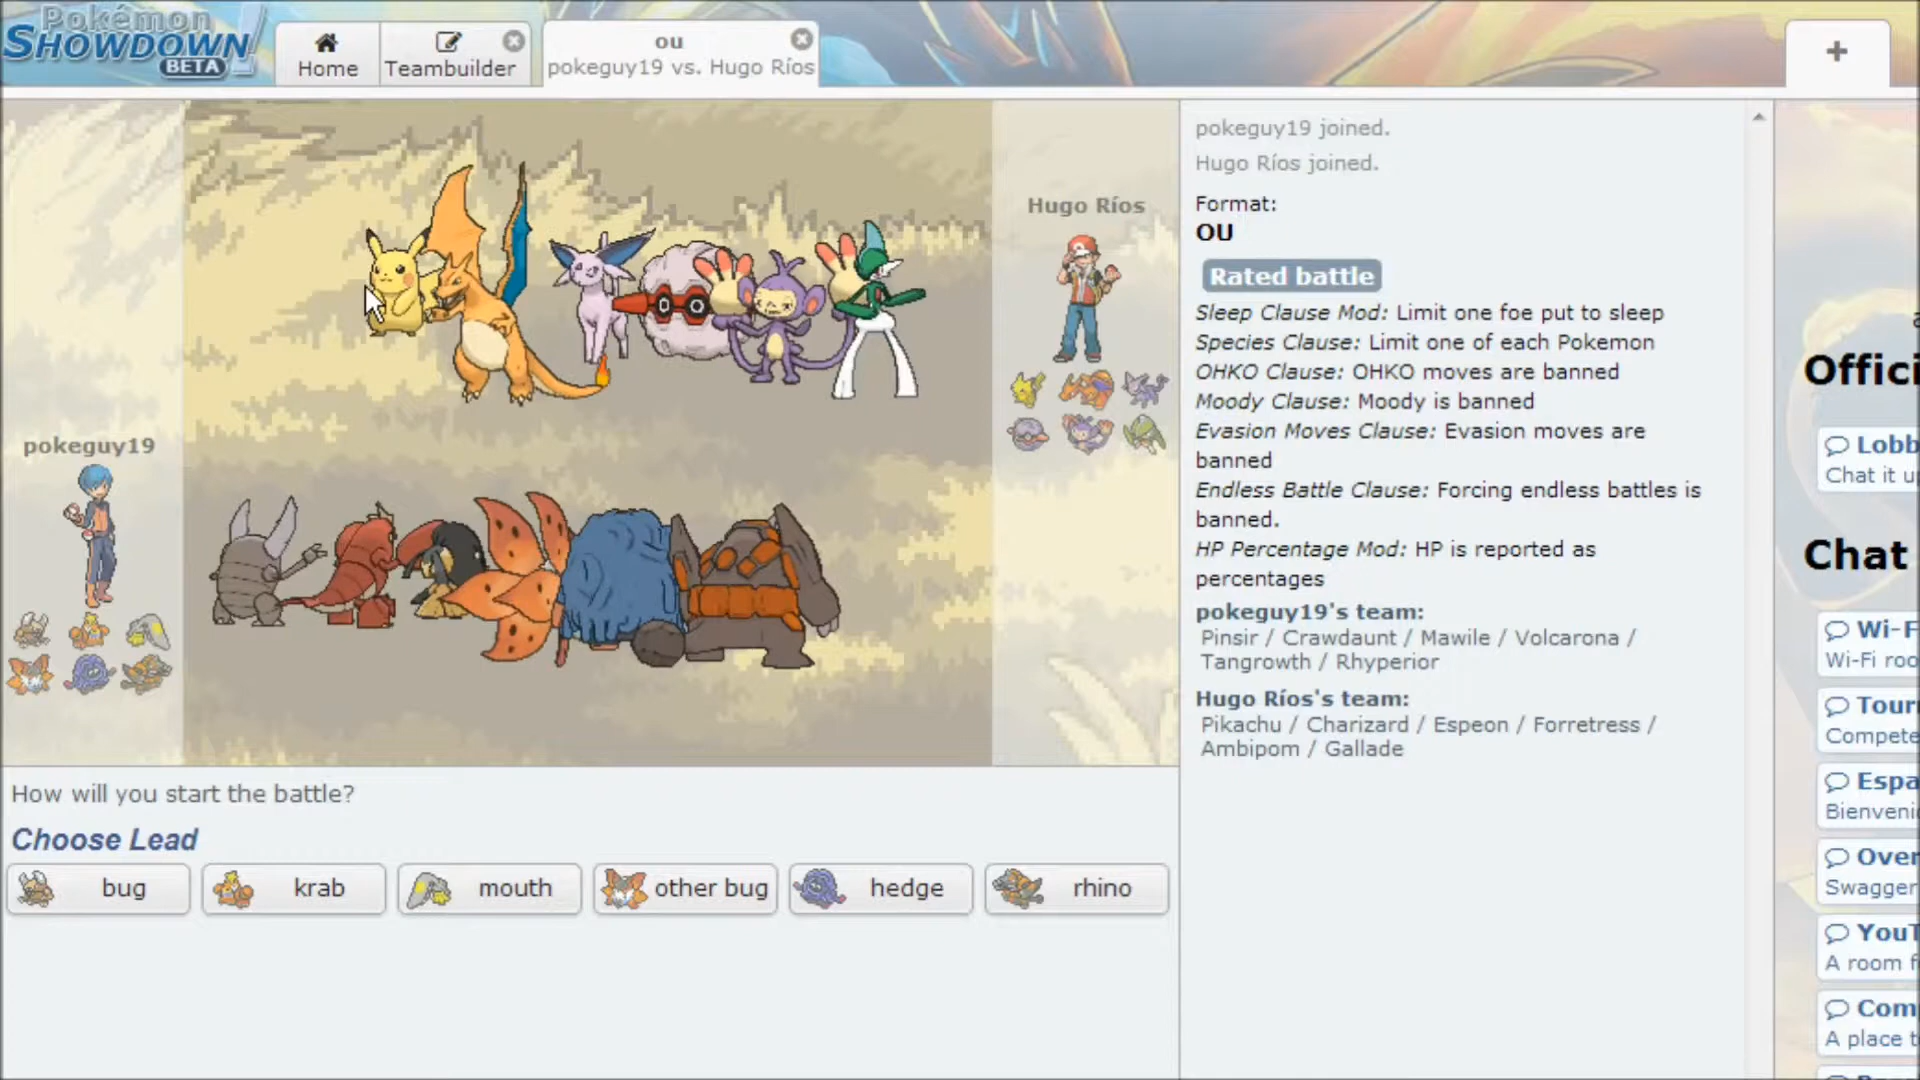 Pokémon
SHOWDOWN!
BETA
Home
Teambuilder
ou
pokeguy19 vs. Hugo Ríos
+
pokeguy19 joined.
Hugo Ríos joined.
Format:
OU
Rated battle
Sleep Clause Mod: Limit one foe put to sleep
Species Clause: Limit one of each Pokemon
OHKO Clause: OHKO moves are banned
Moody Clause: Moody is banned
Evasion Moves Clause: Evasion moves are
banned
Endless Battle Clause: Forcing endless battles is
banned.
HP Percentage Mod: HP is reported as
percentages
pokeguy19's team:
Pinsir / Crawdaunt / Mawile / Volcarona /
Tangrowth / Rhyperior
Hugo Ríos's team:
Pikachu / Charizard / Espeon / Forretress /
Ambipom / Gallade
Hugo Ríos
pokeguy19
How will you start the battle?
Choose Lead
bug
krab
mouth
other bug
hedge
rhino
Offici
Lobb
Chat it u
Chat
Wi-F
Wi-Fi roo
Tour
Compete
Espa
Bienveni
Over
Swagger
YouT
A room f
Com
A place t